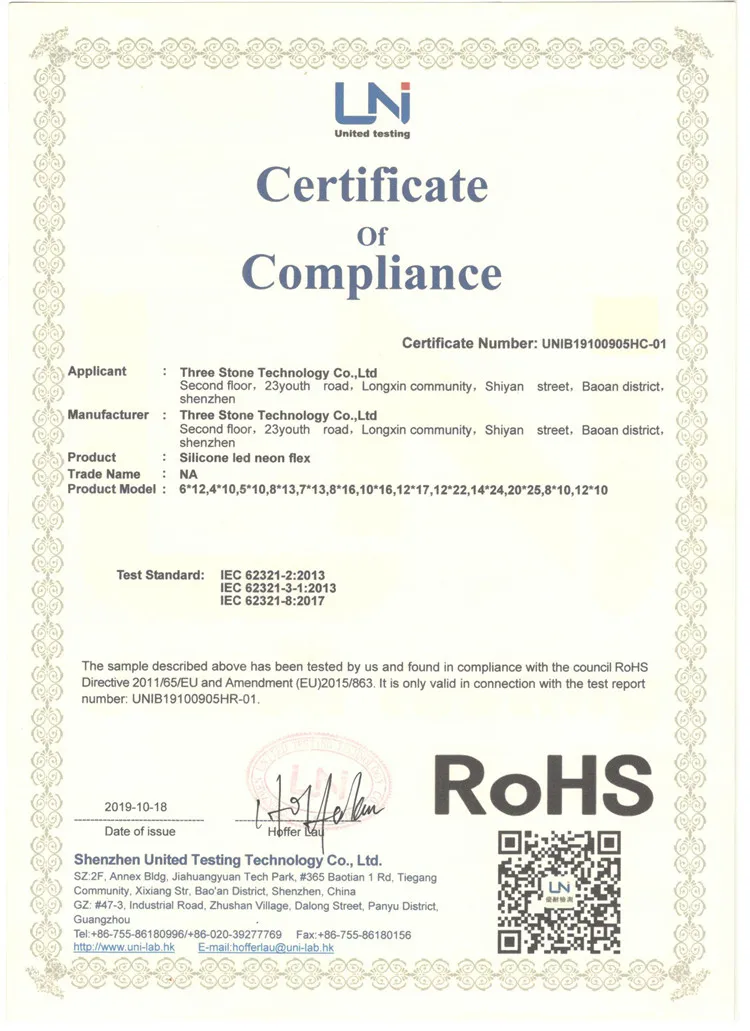 LNi
United testing
Certificate
Of
Compliance
Certificate Number: UNIB19100905HC-01
Applicant : Three Stone Technology Co.,Ltd
Second floor, 23youth road, Longxin community, Shiyan street, Baoan district,
shenzhen
Manufacturer : Three Stone Technology Co.,Ltd
Second floor, 23youth road, Longxin community, Shiyan street, Baoan district,
shenzhen
Product : Silicone led neon flex
Trade Name : NA
Product Model : 6*12,4*10,5*10,8*13,7*13,8*16,10*16,12*17,12*22,14*24,20*25,8*10,12*10
Test Standard: IEC 62321-2:2013
IEC 62321-3-1:2013
IEC 62321-8:2017
The sample described above has been tested by us and found in compliance with the council RoHS
Directive 2011/65/EU and Amendment (EU)2015/863. It is only valid in connection with the test report
number: UNIB19100905HR-01.
2019-10-18
Date of issue
Hoffer Lau
RoHS
Shenzhen United Testing Technology Co., Ltd.
SZ:2F, Annex Bldg, Jiahuangyuan Tech Park, #365 Baotian 1 Rd, Tiegang
Community, Xixiang Str, Bao'an District, Shenzhen, China
GZ: #47-3, Industrial Road, Zhushan Village, Dalong Street, Panyu District,
Guangzhou
Tel:+86-755-86180996/+86-020-39277769 Fax:+86-755-86180156
http://www.uni-lab.hk E-mail:hofferlau@uni-lab.hk
LNi
優耐檢測